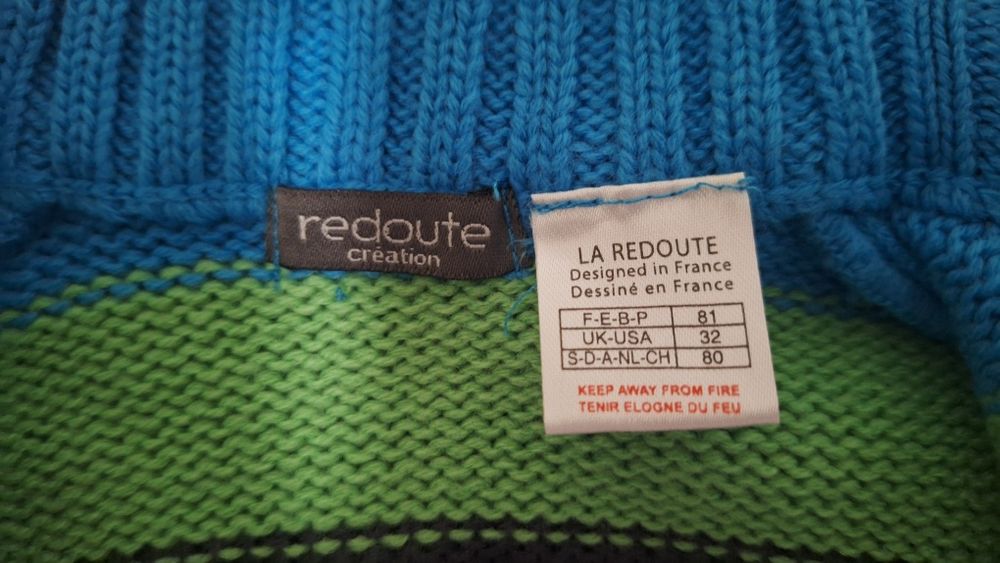 redoute
création
LA REDOUTE
Designed in France
Dessiné en France
F-E-B-P 81
UK-USA 32
S-D-A-NL-CH 80
KEEP AWAY FROM FIRE
TENIR ELOGNE DU FEU